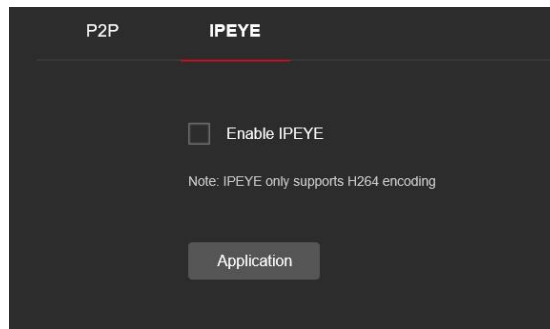 P2P IPEYE
Enable IPEYE
Note: IPEYE only supports H264 encoding
Application